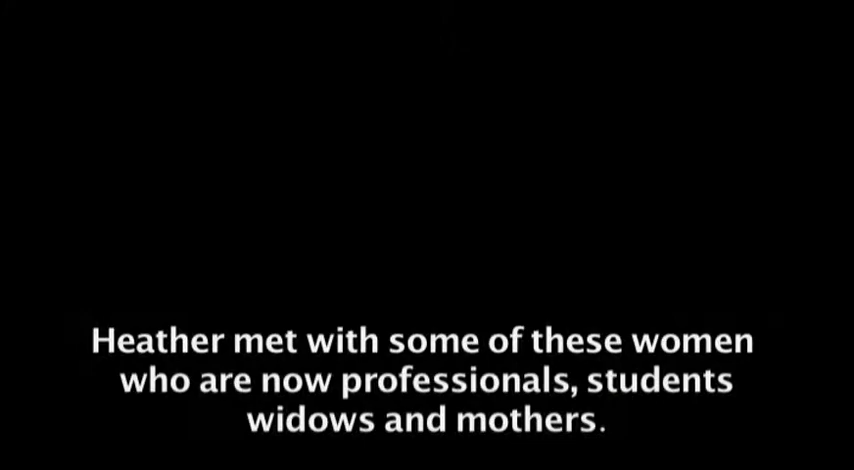 Heather met with some of these women
who are now professionals, students
widows and mothers.